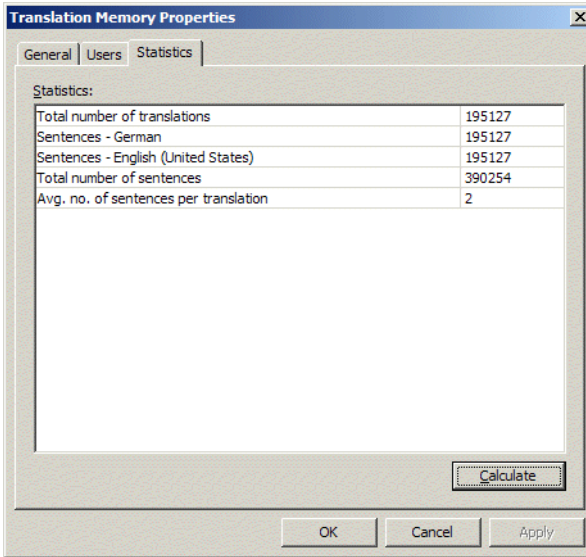 Translation Memory Properties
General Users Statistics
Statistics:
Total number of translations 195127
Sentences - German 195127
Sentences - English (United States) 195127
Total number of sentences 390254
Avg. no. of sentences per translation 2
Calculate
OK Cancel Apply